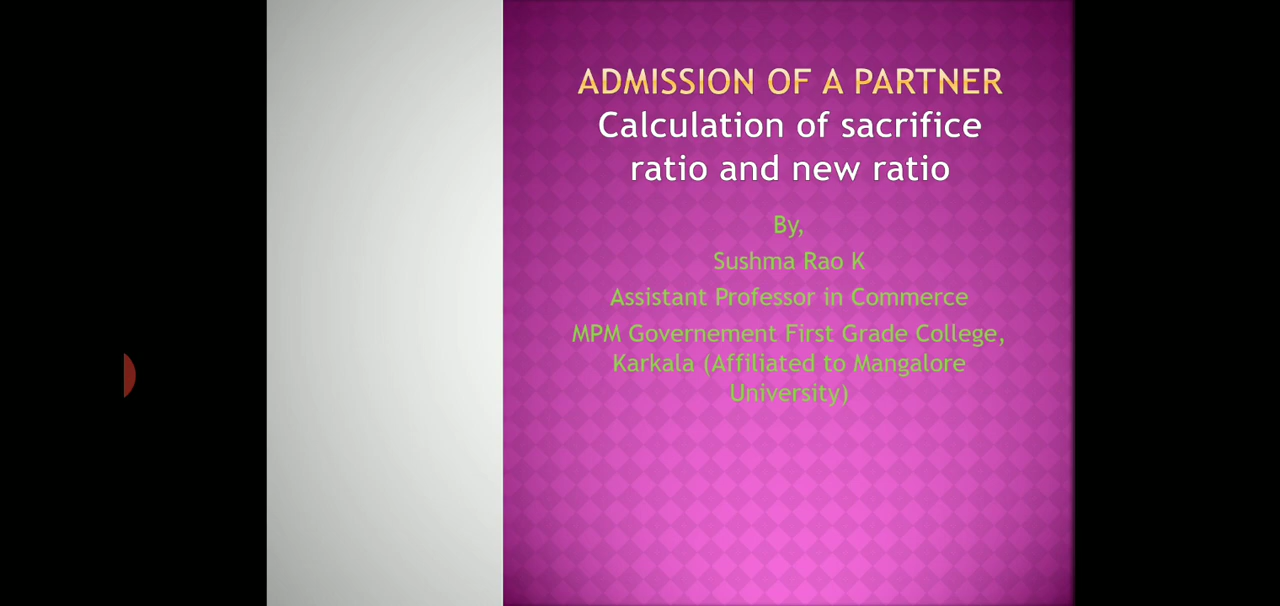 ADMISSION OF A PARTNER
Calculation of sacrifice
ratio and new ratio
By,
Sushma Rao K
Assistant Professor in Commerce
MPM Governement First Grade College,
Karkala (Affiliated to Mangalore
University)